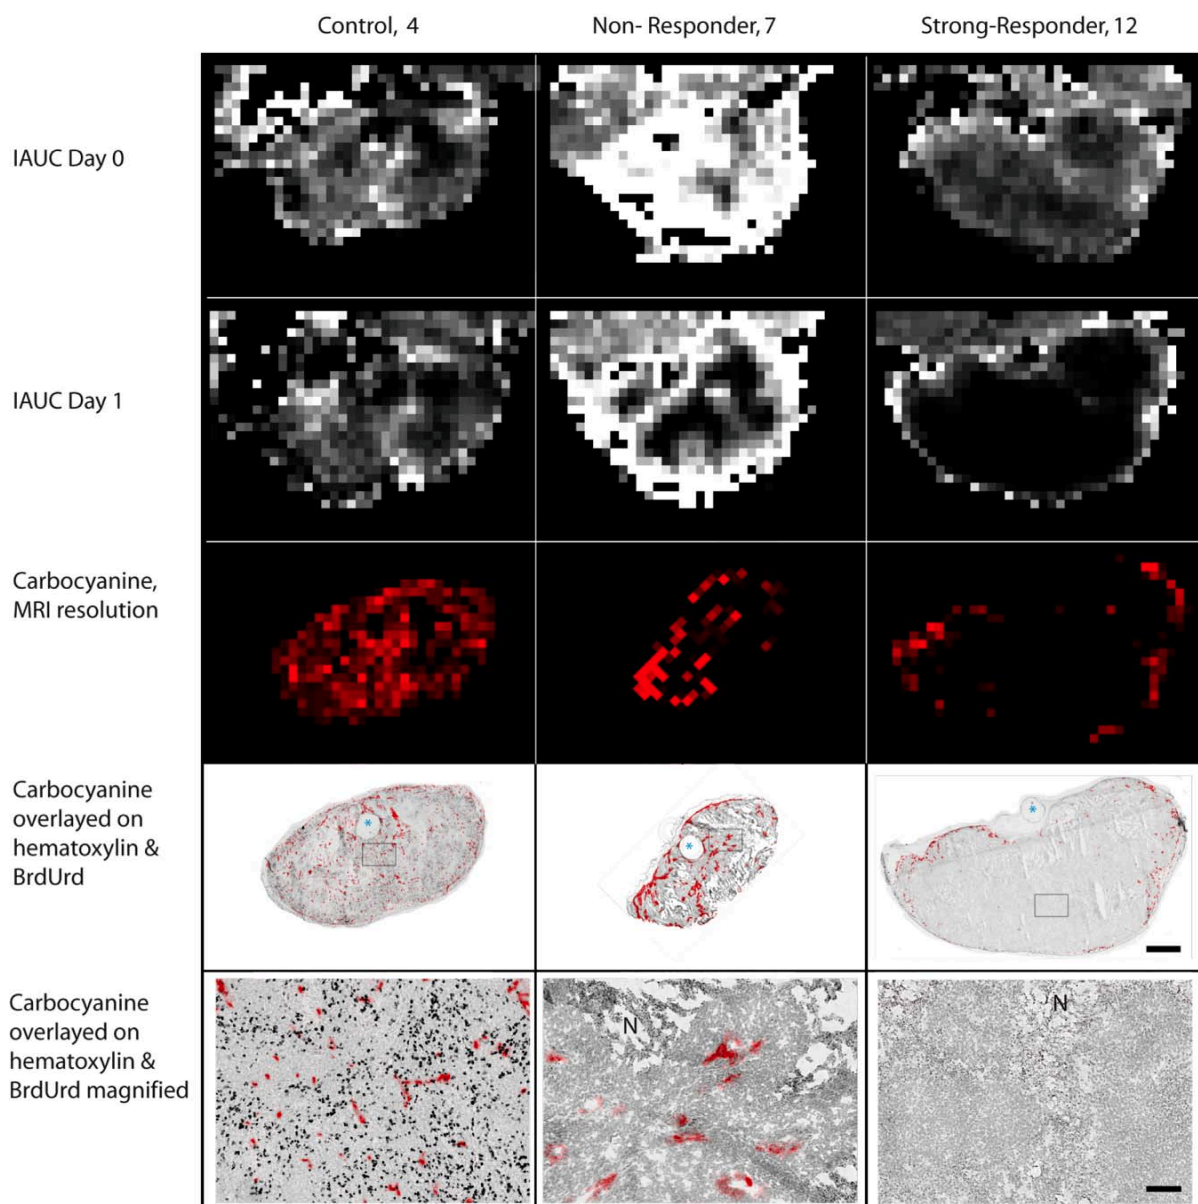 Control, 4
Non- Responder, 7
Strong-Responder, 12
IAUC Day 0
IAUC Day 1
Carbocyanine,
MRI resolution
Carbocyanine
overlayed on
hematoxylin &
BrdUrd
*
*
*
Carbocyanine
overlayed on
hematoxylin &
BrdUrd magnified
N
N